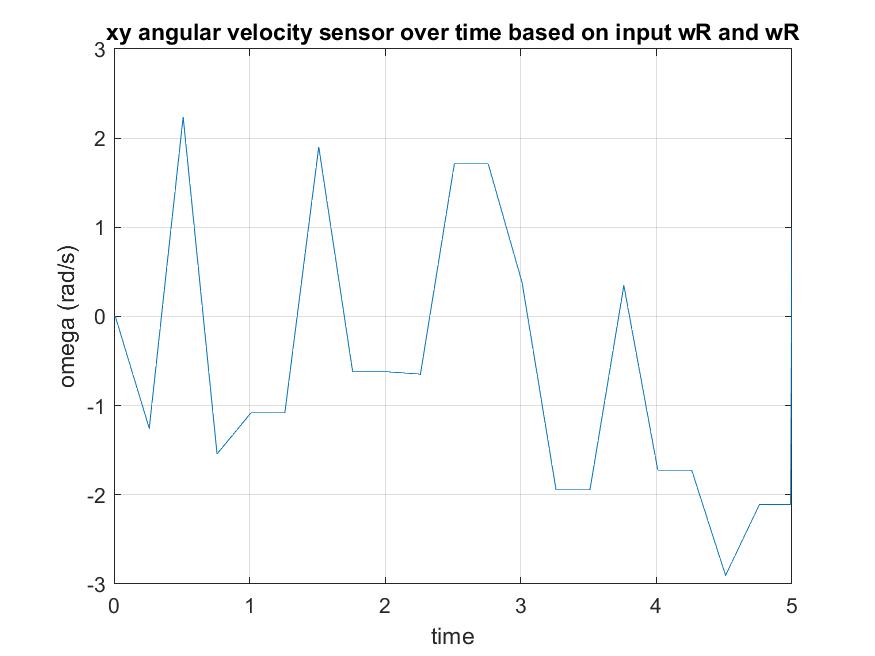 xy angular velocity sensor over time based on input wR and wR
3
2
1
0
-1
-2
-3
omega (rad/s)
0 1 2 3 4 5
time